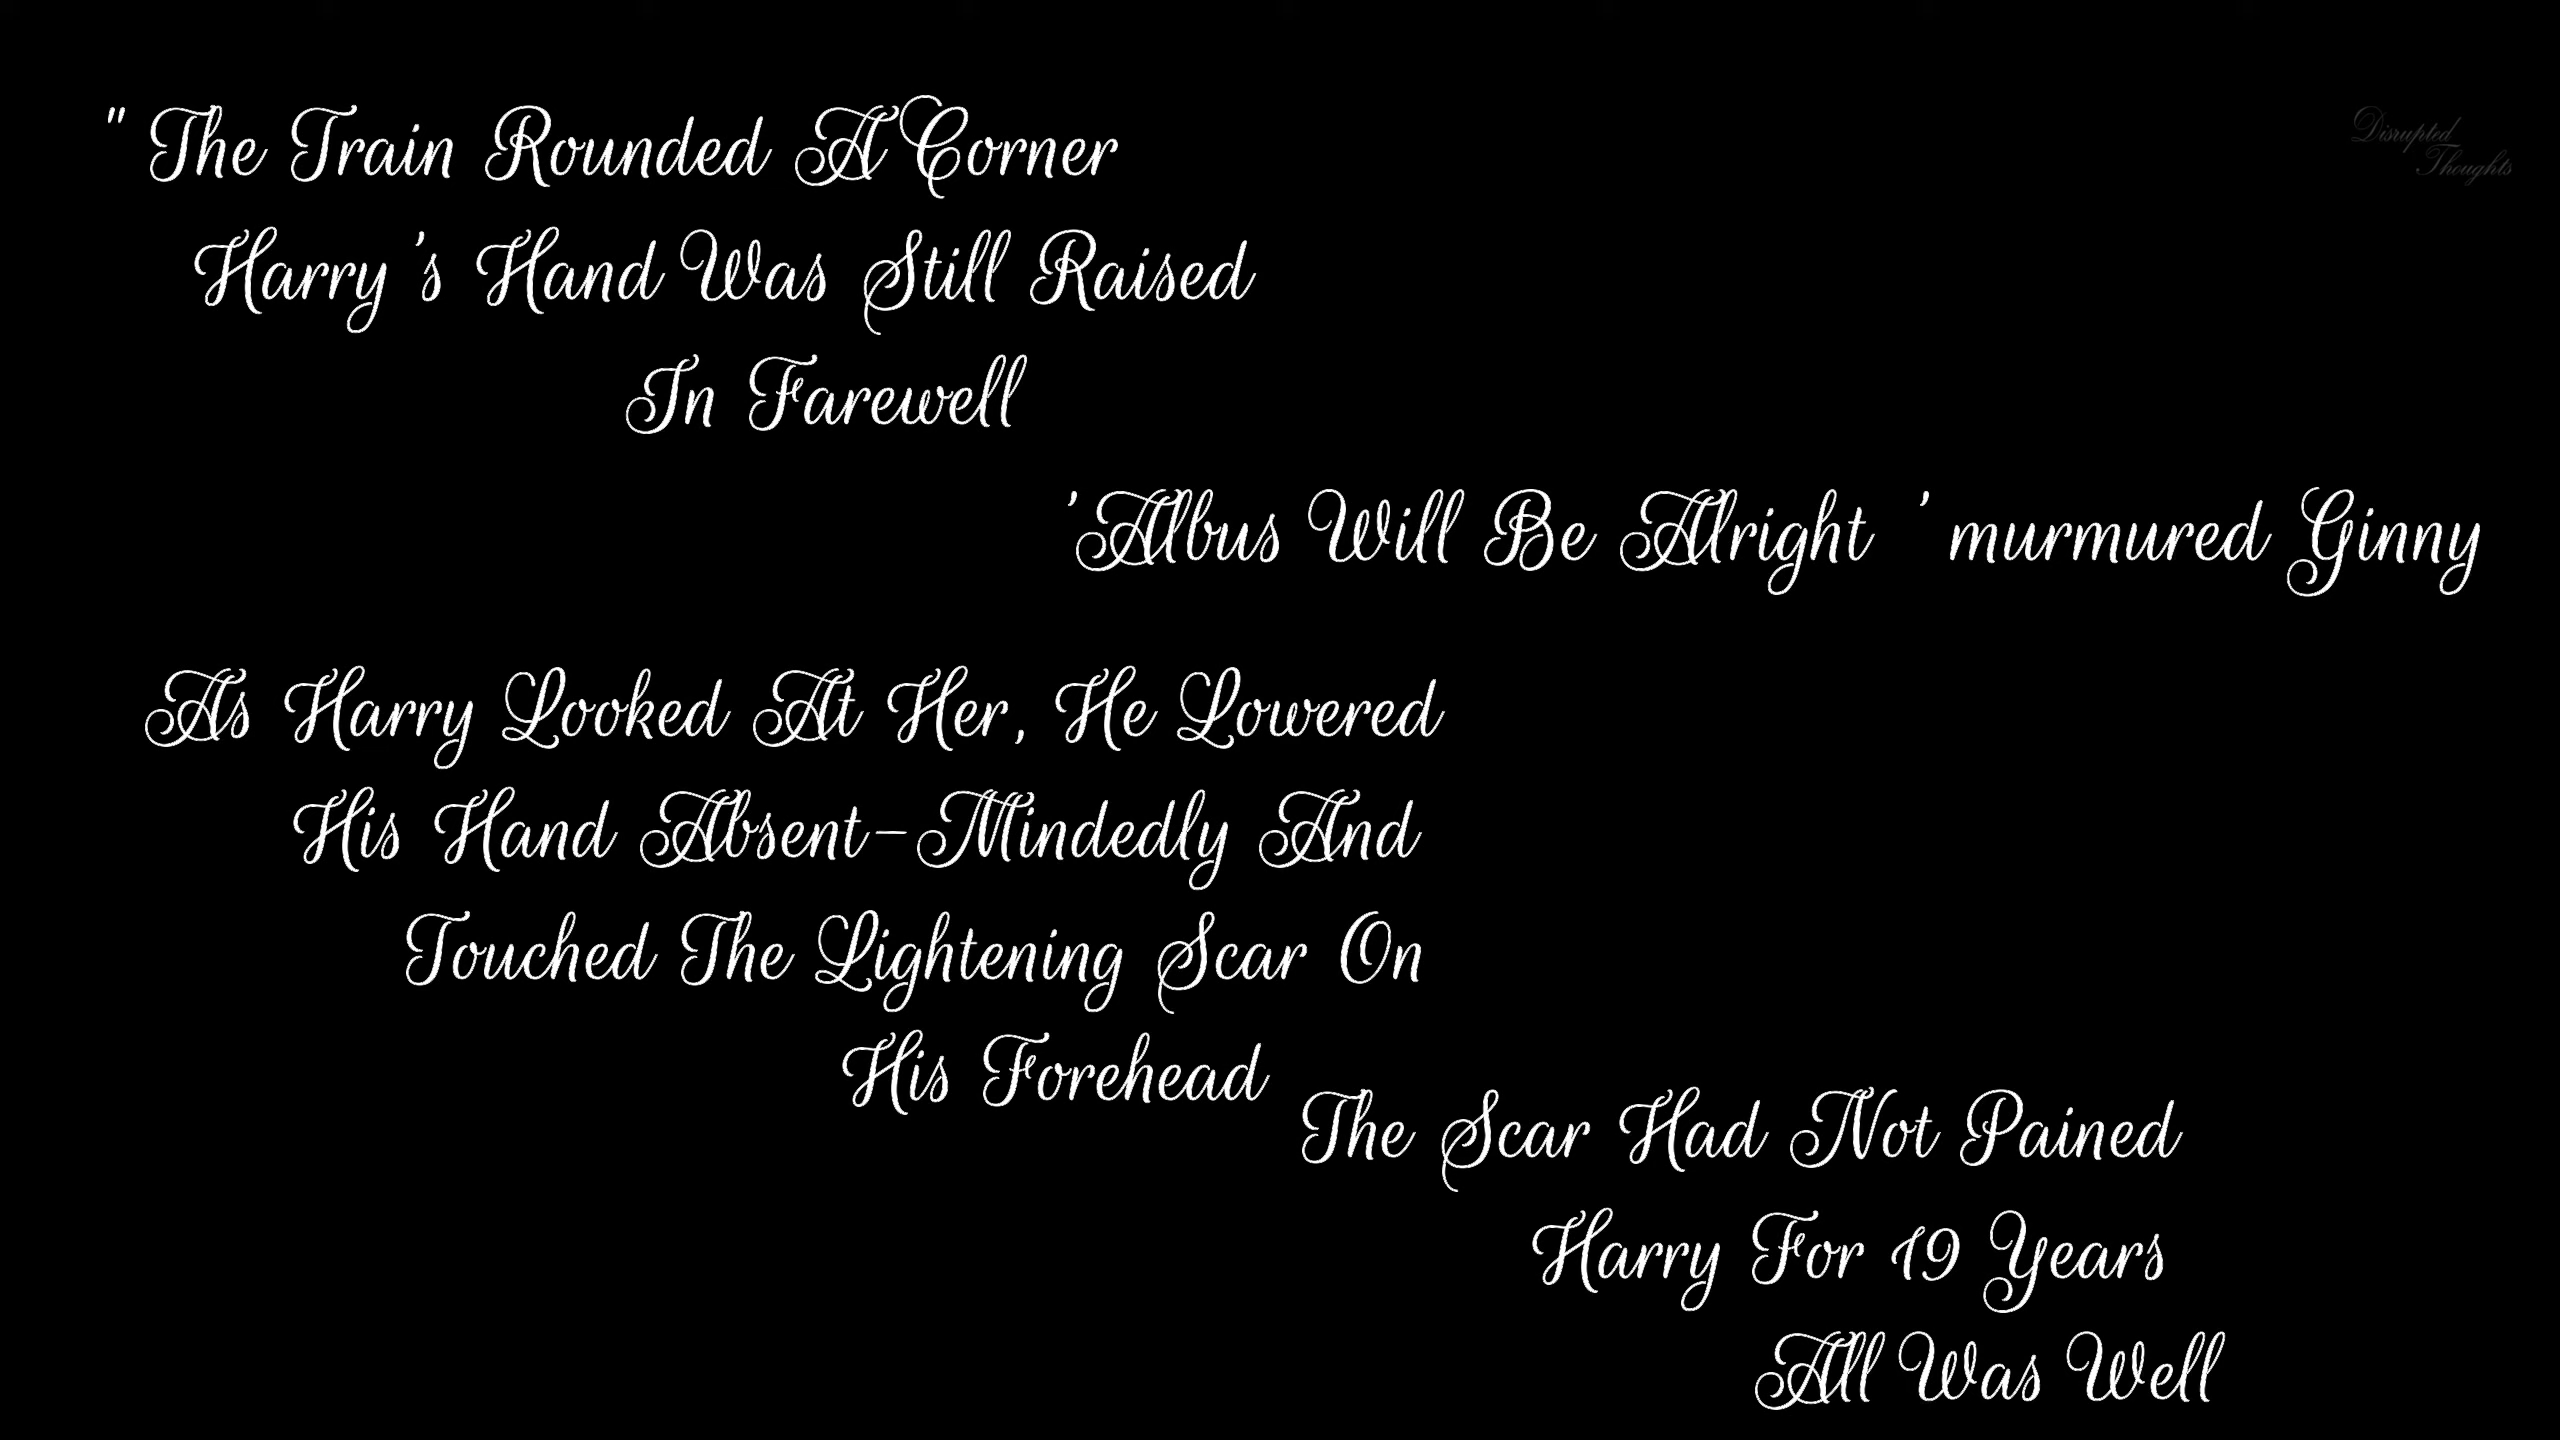 " The Train Rounded A Corner
Harry's Hand Was Still Raised
In Farewell
'Albus Will Be Alright ' murmured Ginny
As Harry Looked At Her, He Lowered
His Hand Absent-Mindedly And
Touched The Lightening Scar On
His Forehead
The Scar Had Not Pained
Harry For 19 Years
All Was Well
Disrupted
Thoughts